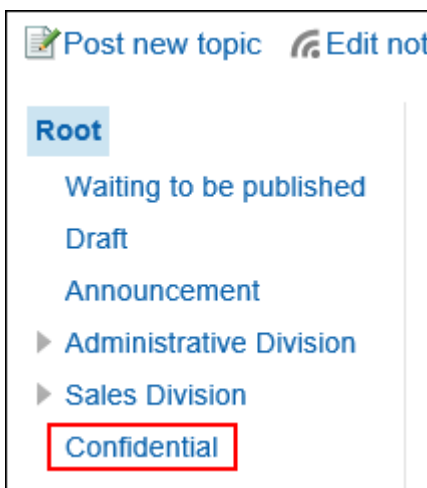 Post new topic Edit not
Root
Waiting to be published
Draft
Announcement
Administrative Division
Sales Division
Confidential